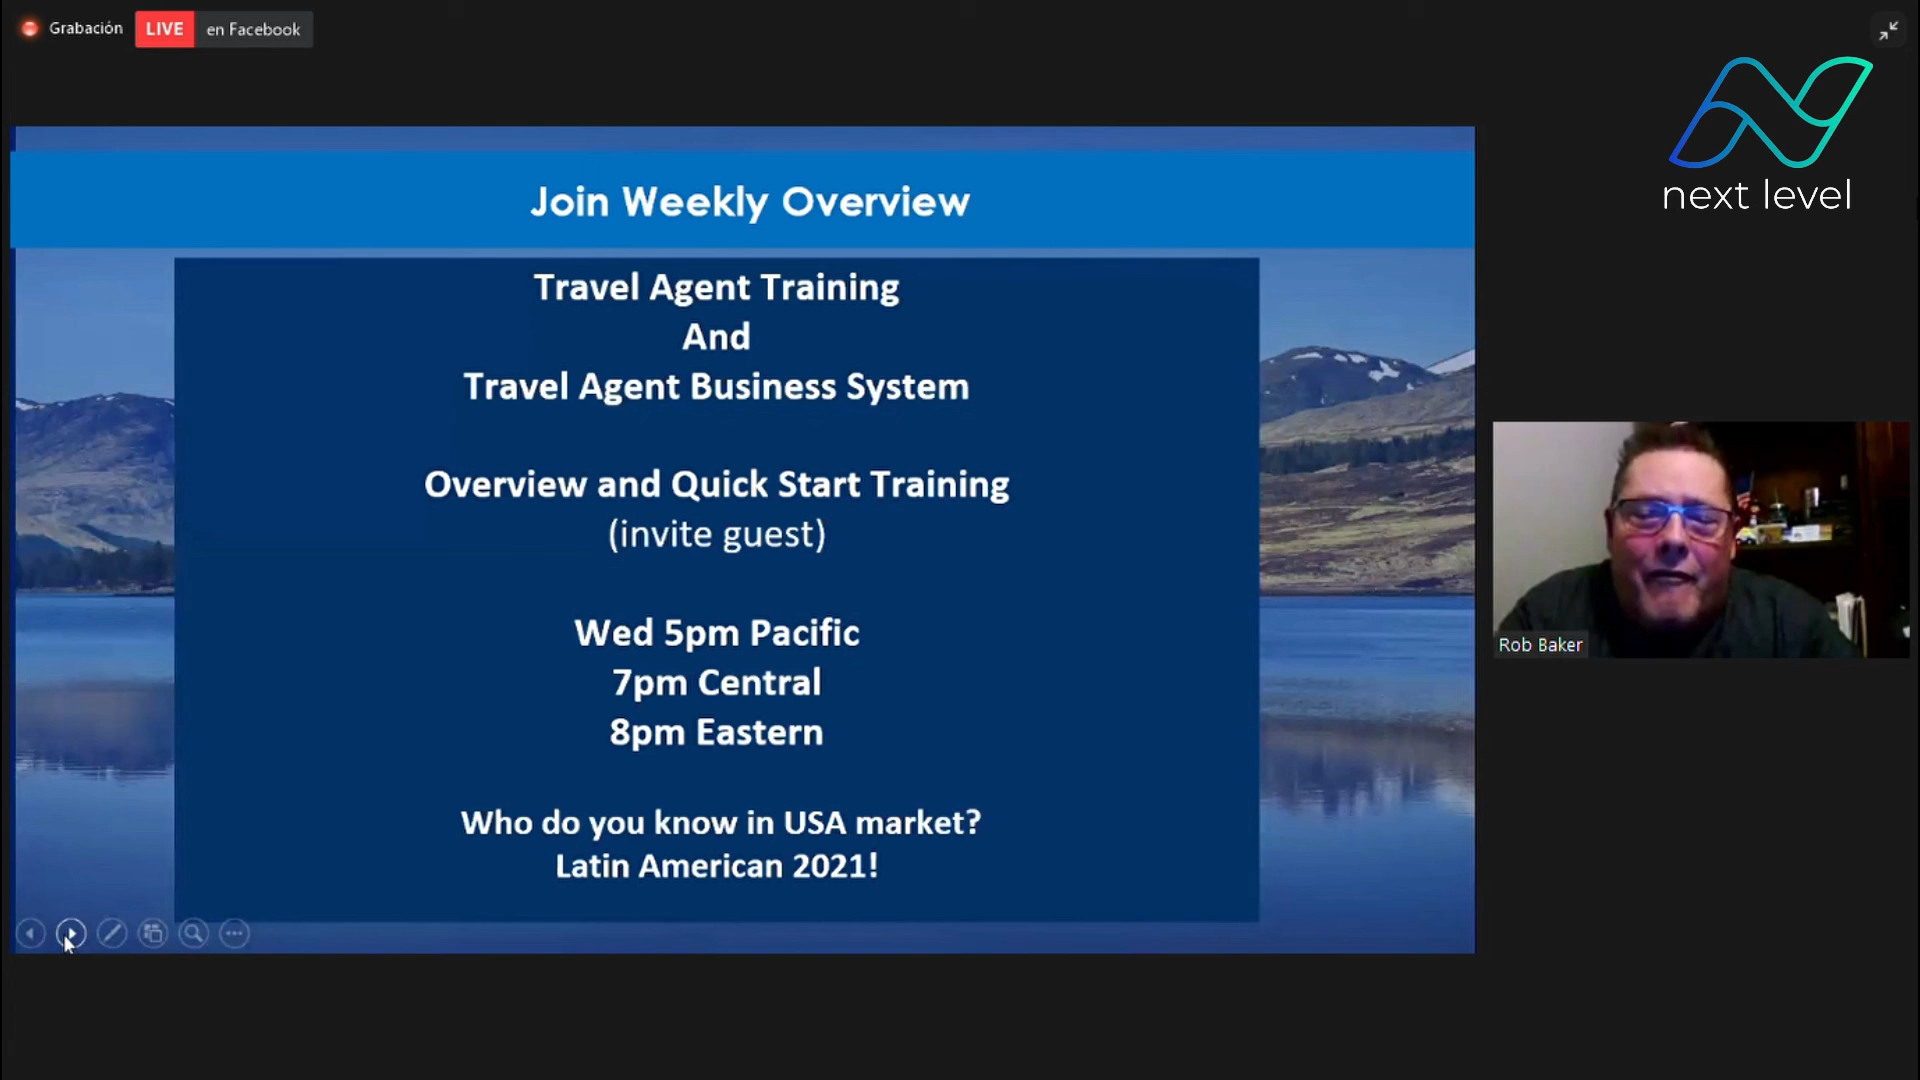 Grabación
LIVE
en Facebook
next level
Join Weekly Overview
Travel Agent Training
And
Travel Agent Business System
Overview and Quick Start Training
(invite guest)
Wed 5pm Pacific
7pm Central
8pm Eastern
Who do you know in USA market?
Latin American 2021!
Rob Baker